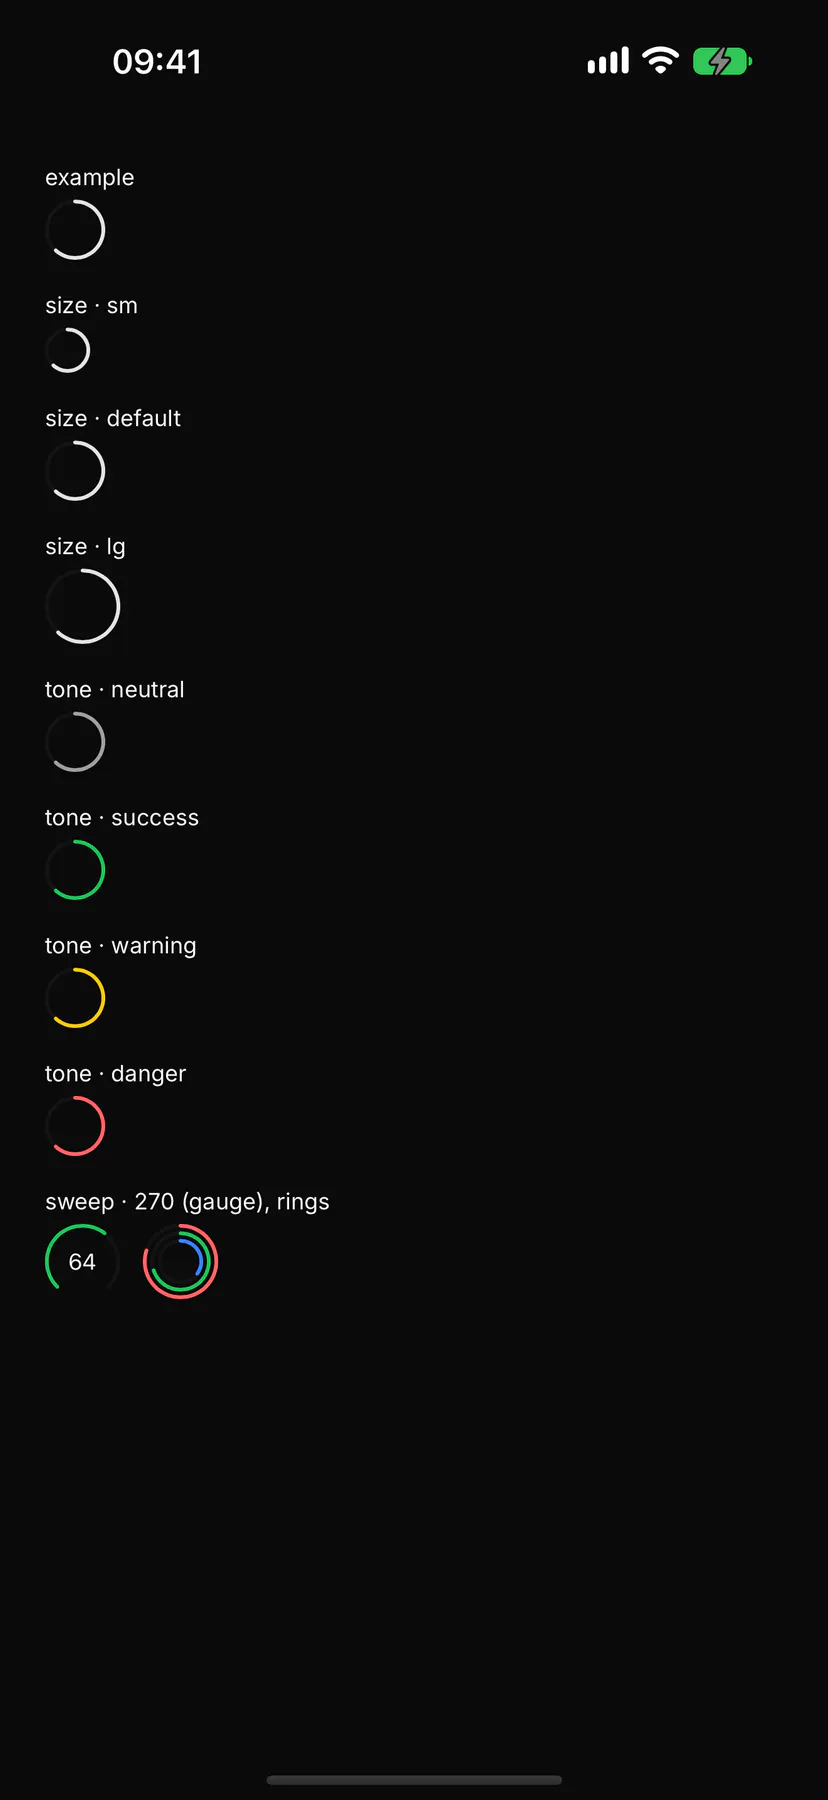 09:41
example
size · sm
size · default
size · lg
tone · neutral
tone · success
tone · warning
tone · danger
sweep · 270 (gauge), rings
64